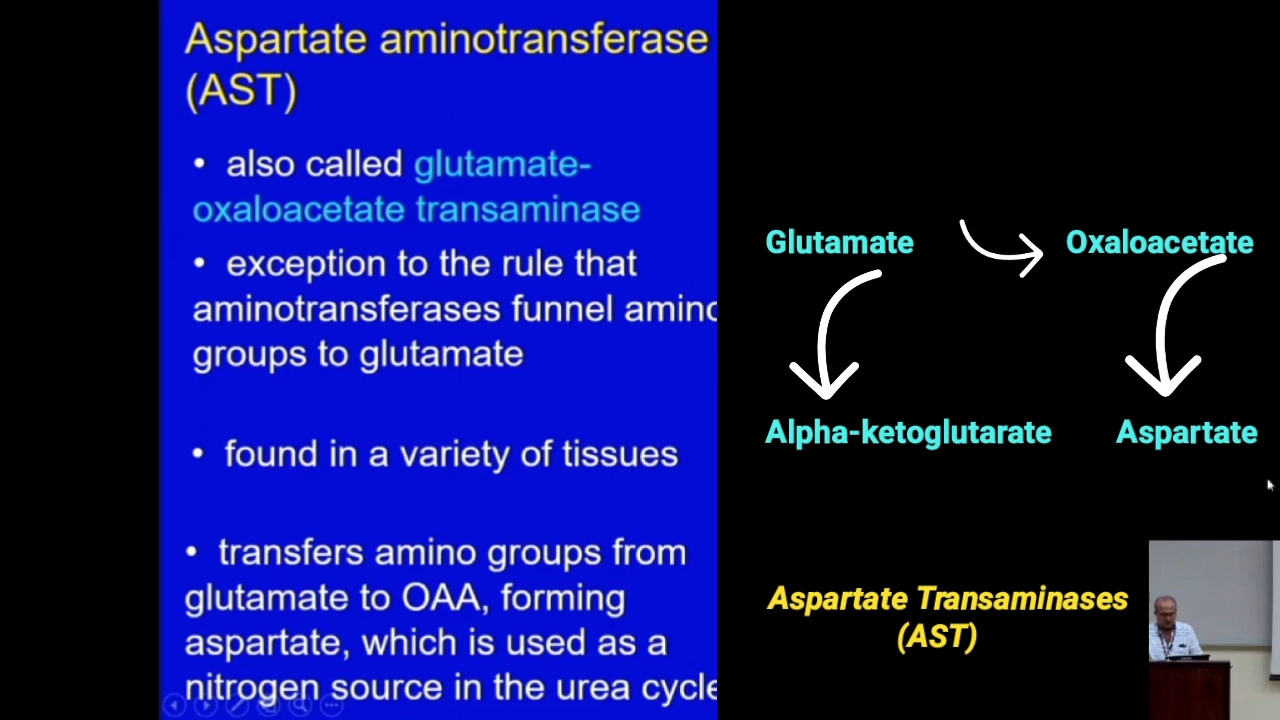 Aspartate aminotransferase
(AST)
• also called glutamate-
oxaloacetate transaminase
• exception to the rule that
aminotransferases funnel amino
groups to glutamate
• found in a variety of tissues
• transfers amino groups from
glutamate to OAA, forming
aspartate, which is used as a
nitrogen source in the urea cycle
Glutamate
Oxaloacetate
Alpha-ketoglutarate
Aspartate
Aspartate Transaminases
(AST)